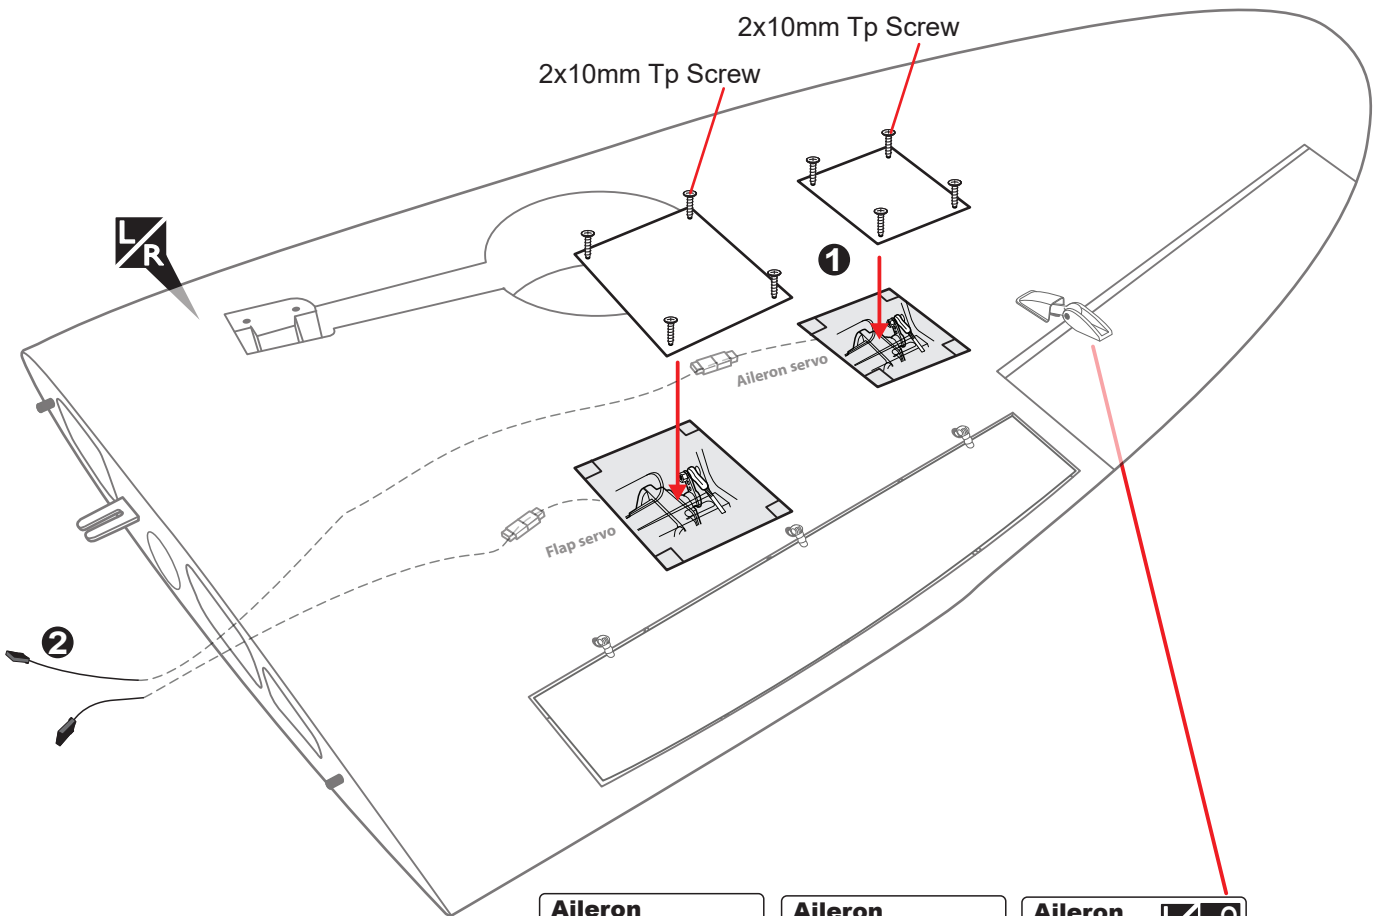 2x10mm Tp Screw
2x10mm Tp Screw
L/R
1
Aileron servo
Flap servo
2
Aileron
Aileron
Aileron